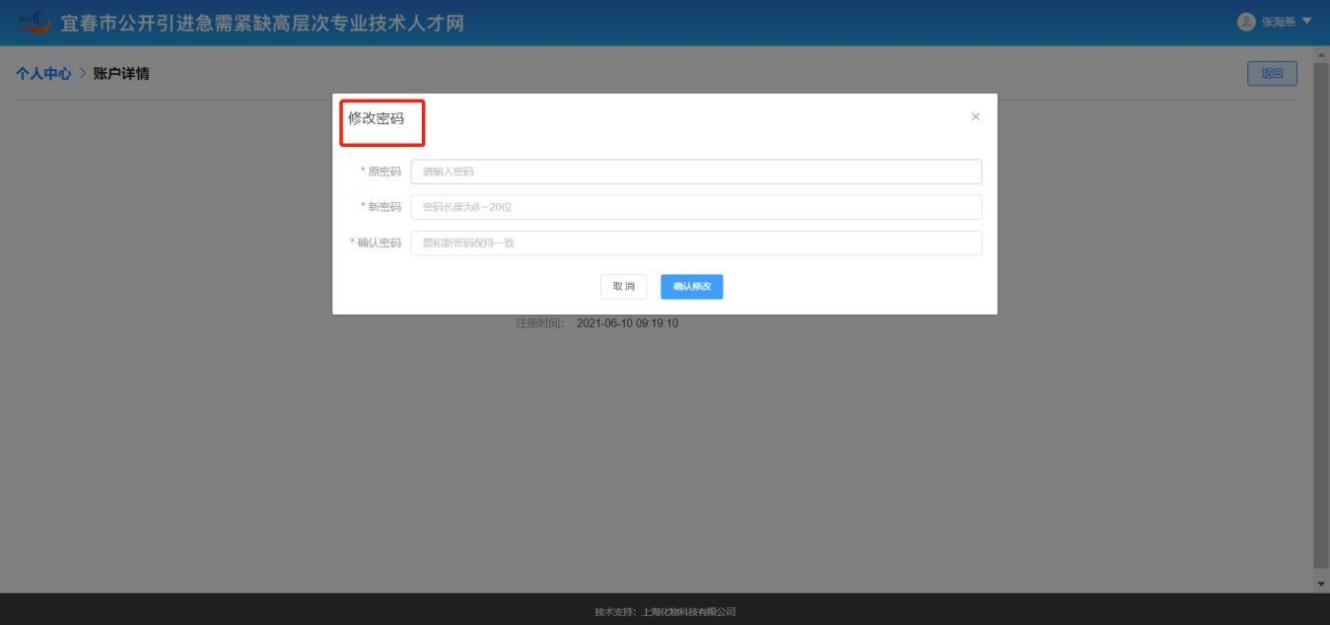 宜春市公开引进急需紧缺高层次专业技术人才网
张海燕
个人中心 > 账户详情
返回
修改密码
* 原密码 请输入密码
* 新密码 密码长度为8~20位
* 确认密码 要和新密码保持一致
取消 确认修改
注册时间: 2021-06-10 09:19:10
技术支持:上海化物科技有限公司